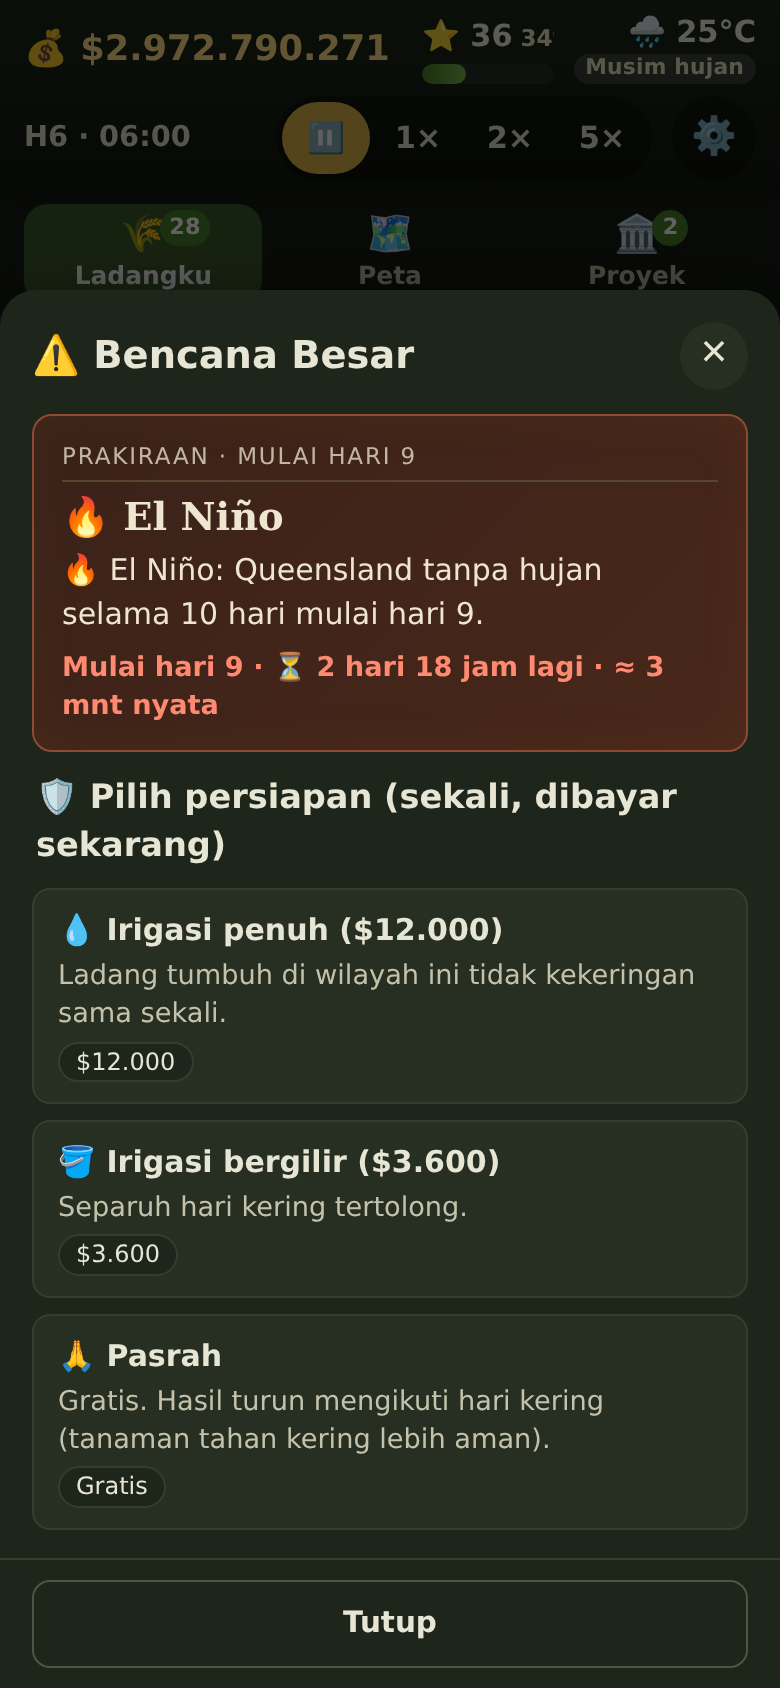 $2.972.790.271
36 34
25°C
Musim hujan
H6 · 06:00
1× 2× 5×
28
Ladangku
Peta
2
Proyek
Bencana Besar
PRAKIRAAN · MULAI HARI 9
El Niño
El Niño: Queensland tanpa hujan
selama 10 hari mulai hari 9.
Mulai hari 9 · ⏳ 2 hari 18 jam lagi · ≈ 3
mnt nyata
Pilih persiapan (sekali, dibayar
sekarang)
Irigasi penuh ($12.000)
Ladang tumbuh di wilayah ini tidak kekeringan
sama sekali.
$12.000
Irigasi bergilir ($3.600)
Separuh hari kering tertolong.
$3.600
Pasrah
Gratis. Hasil turun mengikuti hari kering
(tanaman tahan kering lebih aman).
Gratis
Tutup